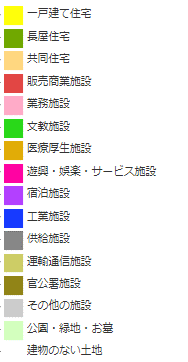 一戸建て住宅
長屋住宅
共同住宅
販売商業施設
業務施設
文教施設
医療厚生施設
遊興・娯楽・サービス施設
宿泊施設
工業施設
供給施設
運輸通信施設
官公署施設
その他の施設
公園・緑地・お墓
建物のない土地